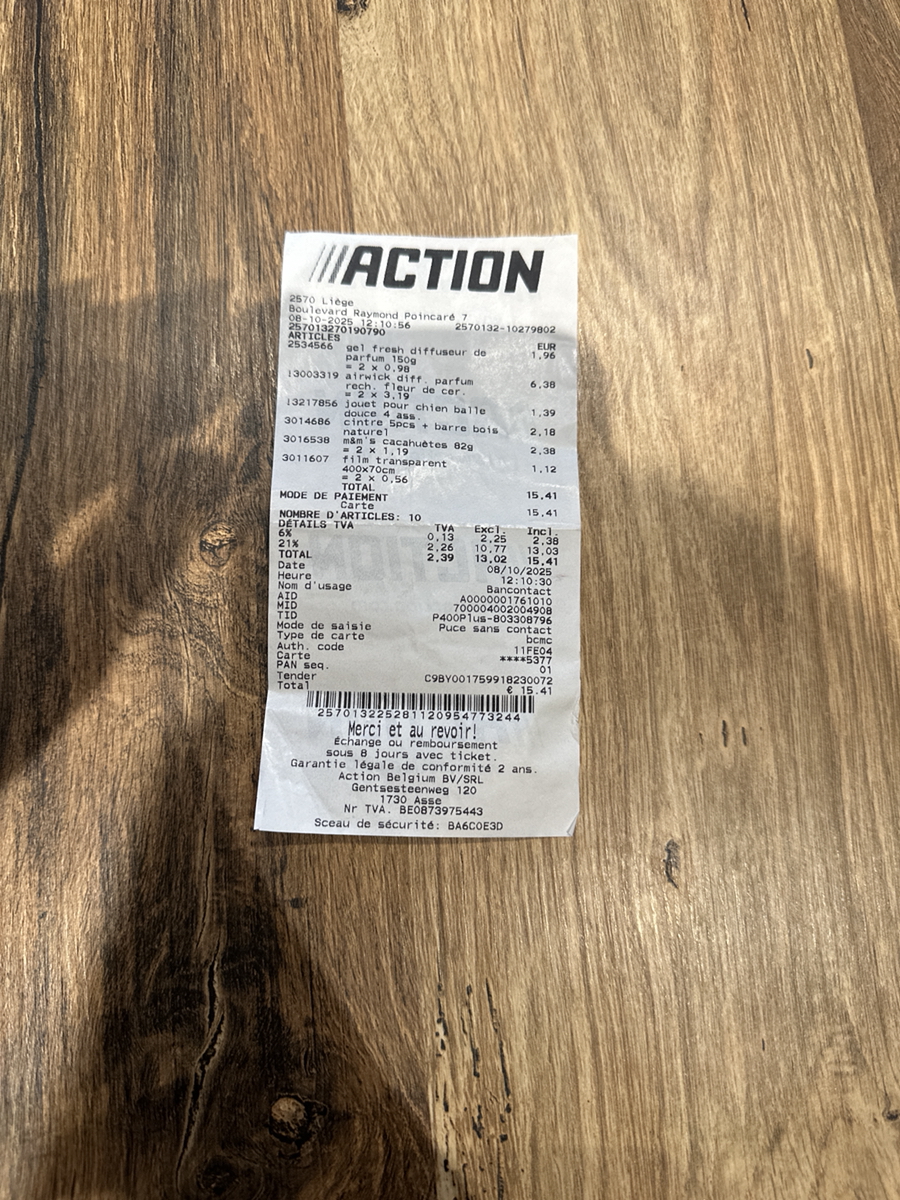 ///ACTION
2570 Liège
Boulevard Raymond Poincaré 7
08-10-2025 12:10:56 2570132-10279802
257013270190790
ARTICLES EUR
2534566 gel fresh diffuseur de 1,96
parfum 150g
= 2 x 0,98
13003319 airwick diff. parfum 6,38
rech. fleur de cer.
= 2 x 3,19
13217856 jouet pour chien balle 1,39
douce 4 ass.
3014686 cintre 5pcs + barre bois 2,18
naturel
3016538 m&m's cacahuètes 82g 2,38
= 2 x 1,19
3011607 film transparent 1,12
400x70cm
= 2 x 0,56
TOTAL 15,41
MODE DE PAIEMENT
Carte 15,41
NOMBRE D'ARTICLES: 10
DÉTAILS TVA TVA Excl. Incl.
6% 0,13 2,25 2,38
21% 2,26 10,77 13,03
TOTAL 2,39 13,02 15,41
Date 08/10/2025
Heure 12:10:30
Nom d'usage Bancontact
AID A0000001761010
MID 700004002004908
TID P400Plus-803308796
Mode de saisie Puce sans contact
Type de carte bcmc
Auth. code 11FE04
Carte ****5377
PAN seq. 01
Tender C9BY001759918230072
Total € 15.41
257013225281120954773244
Merci et au revoir!
Échange ou remboursement
sous 8 jours avec ticket.
Garantie légale de conformité 2 ans.
Action Belgium BV/SRL
Gentsesteenweg 120
1730 Asse
Nr TVA. BE0873975443
Sceau de sécurité: BA6C0E3D